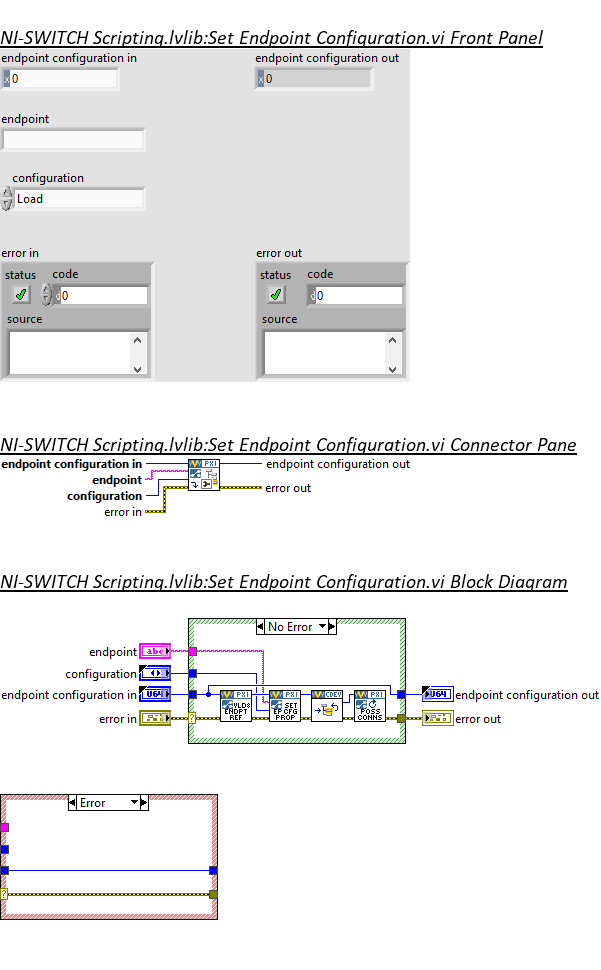 NI-SWITCH Scripting.lvlib:Set Endpoint Configuration.vi Front Panel
endpoint configuration in
endpoint configuration out
x 0
x 0
endpoint
configuration
Load
error in
error out
status code
status code
d 0
d 0
source
source
NI-SWITCH Scripting.lvlib:Set Endpoint Configuration.vi Connector Pane
endpoint configuration in
PXI
endpoint configuration out
endpoint
configuration
error out
error in
NI-SWITCH Scripting.lvlib:Set Endpoint Configuration.vi Block Diagram
No Error
endpoint
abc
configuration
endpoint configuration in
U64
PXI
PXI
CDEV
PXI
U64
endpoint configuration out
error in
?
VLD8
ENDPT
REF
SET
EP CFG
PROP
POSS
CONNS
error out
Error
?